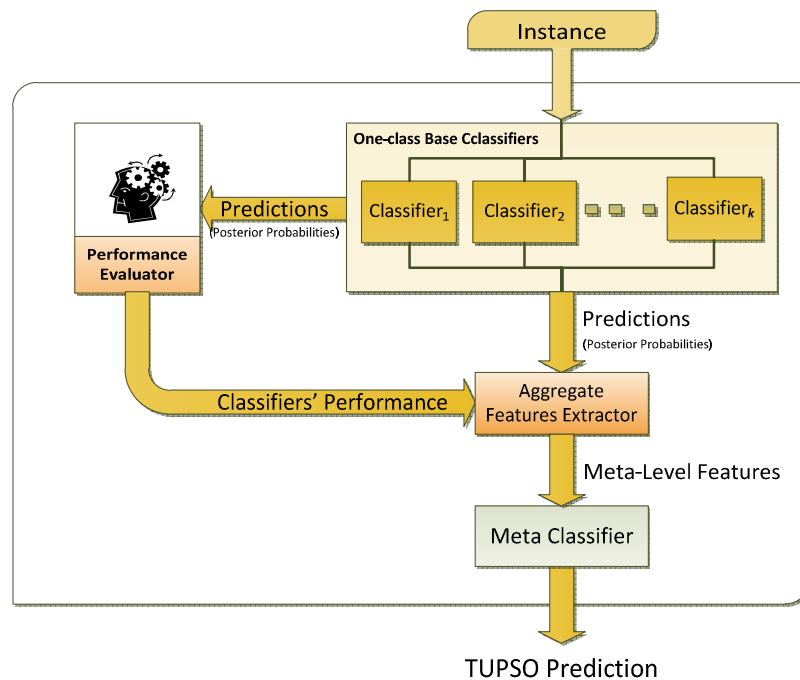 Instance
One-class Base Cclassifiers
Classifier1
Classifier2
Classifierk
Predictions
(Posterior Probabilities)
Performance
Evaluator
Predictions
(Posterior Probabilities)
Classifiers’ Performance
Aggregate
Features Extractor
Meta-Level Features
Meta Classifier
TUPSO Prediction